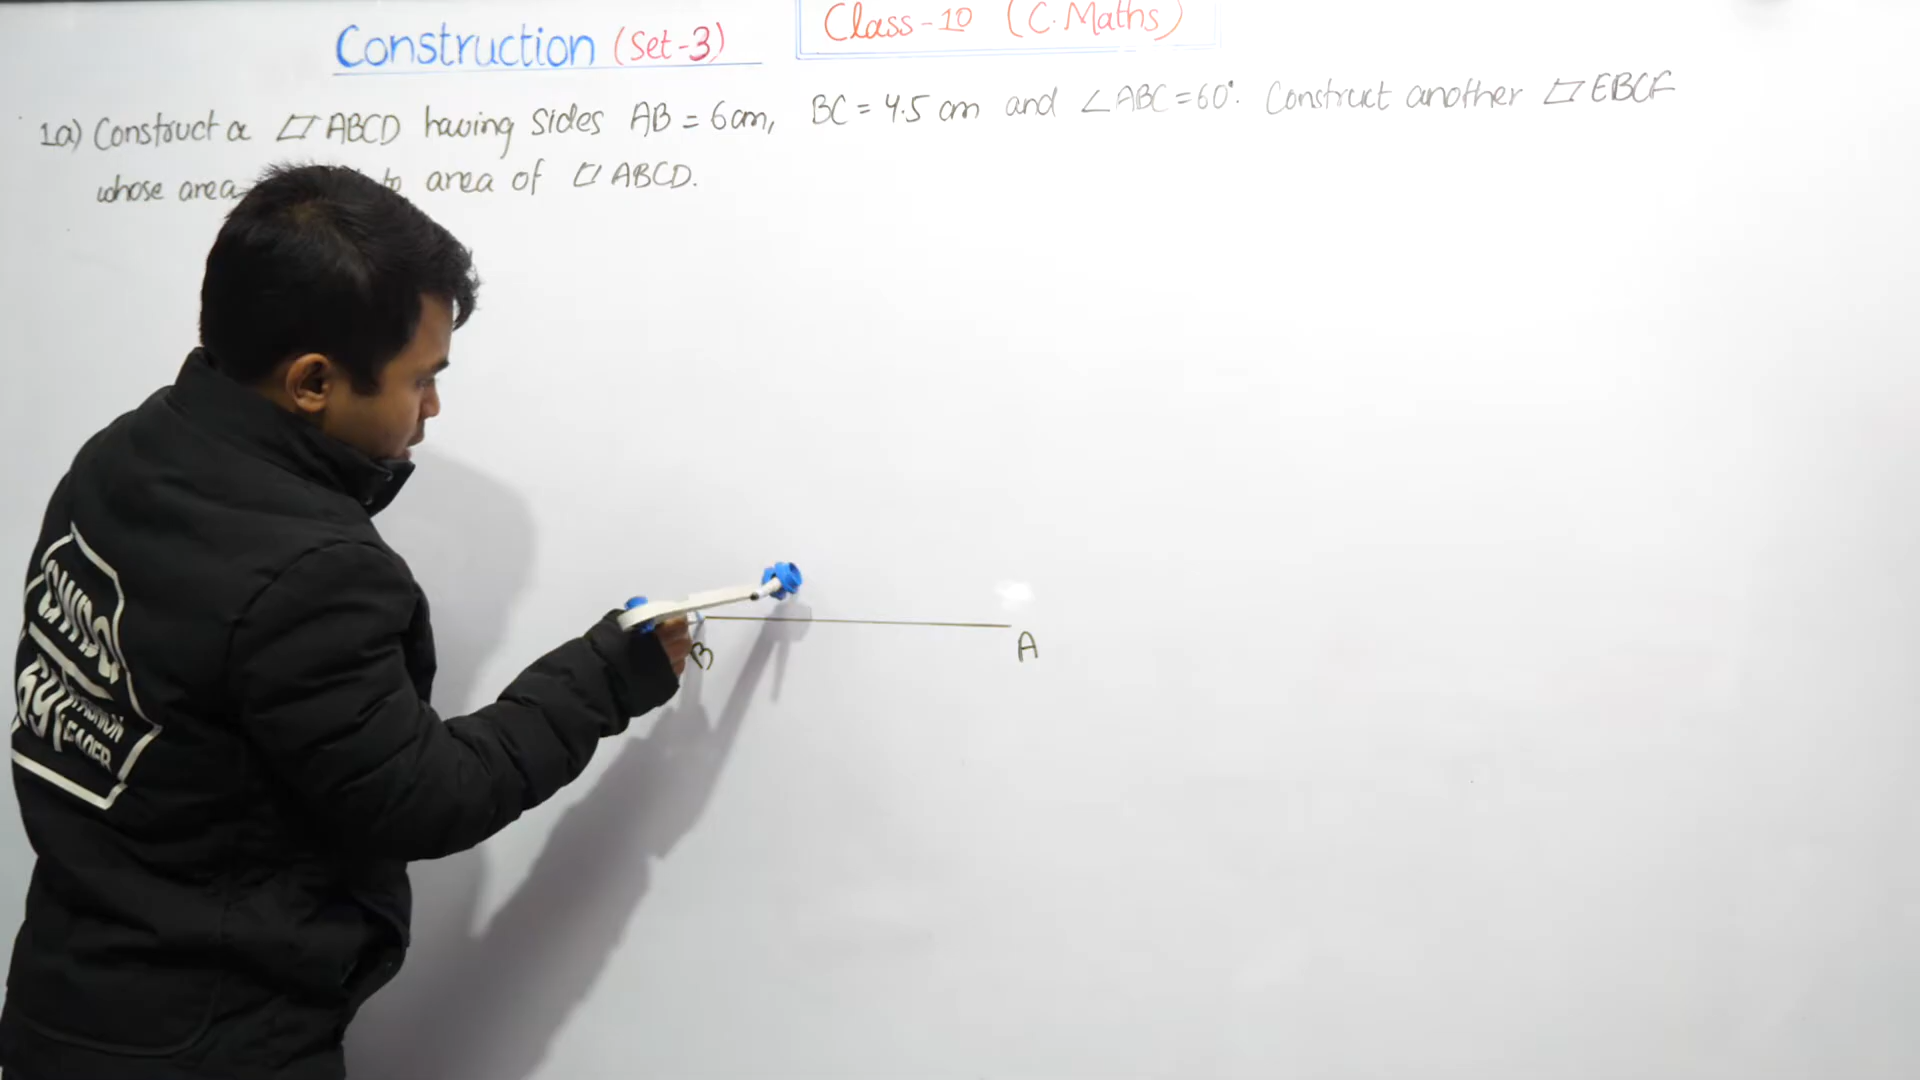 Class-10 (C.Maths)
Construction (Set-3)
1a) Construct a ▱ ABCD having sides AB = 6cm, BC = 4.5 cm and ∠ABC = 60°. Construct another ▱ EBCF
whose area to area of ▱ ABCD.
B
A